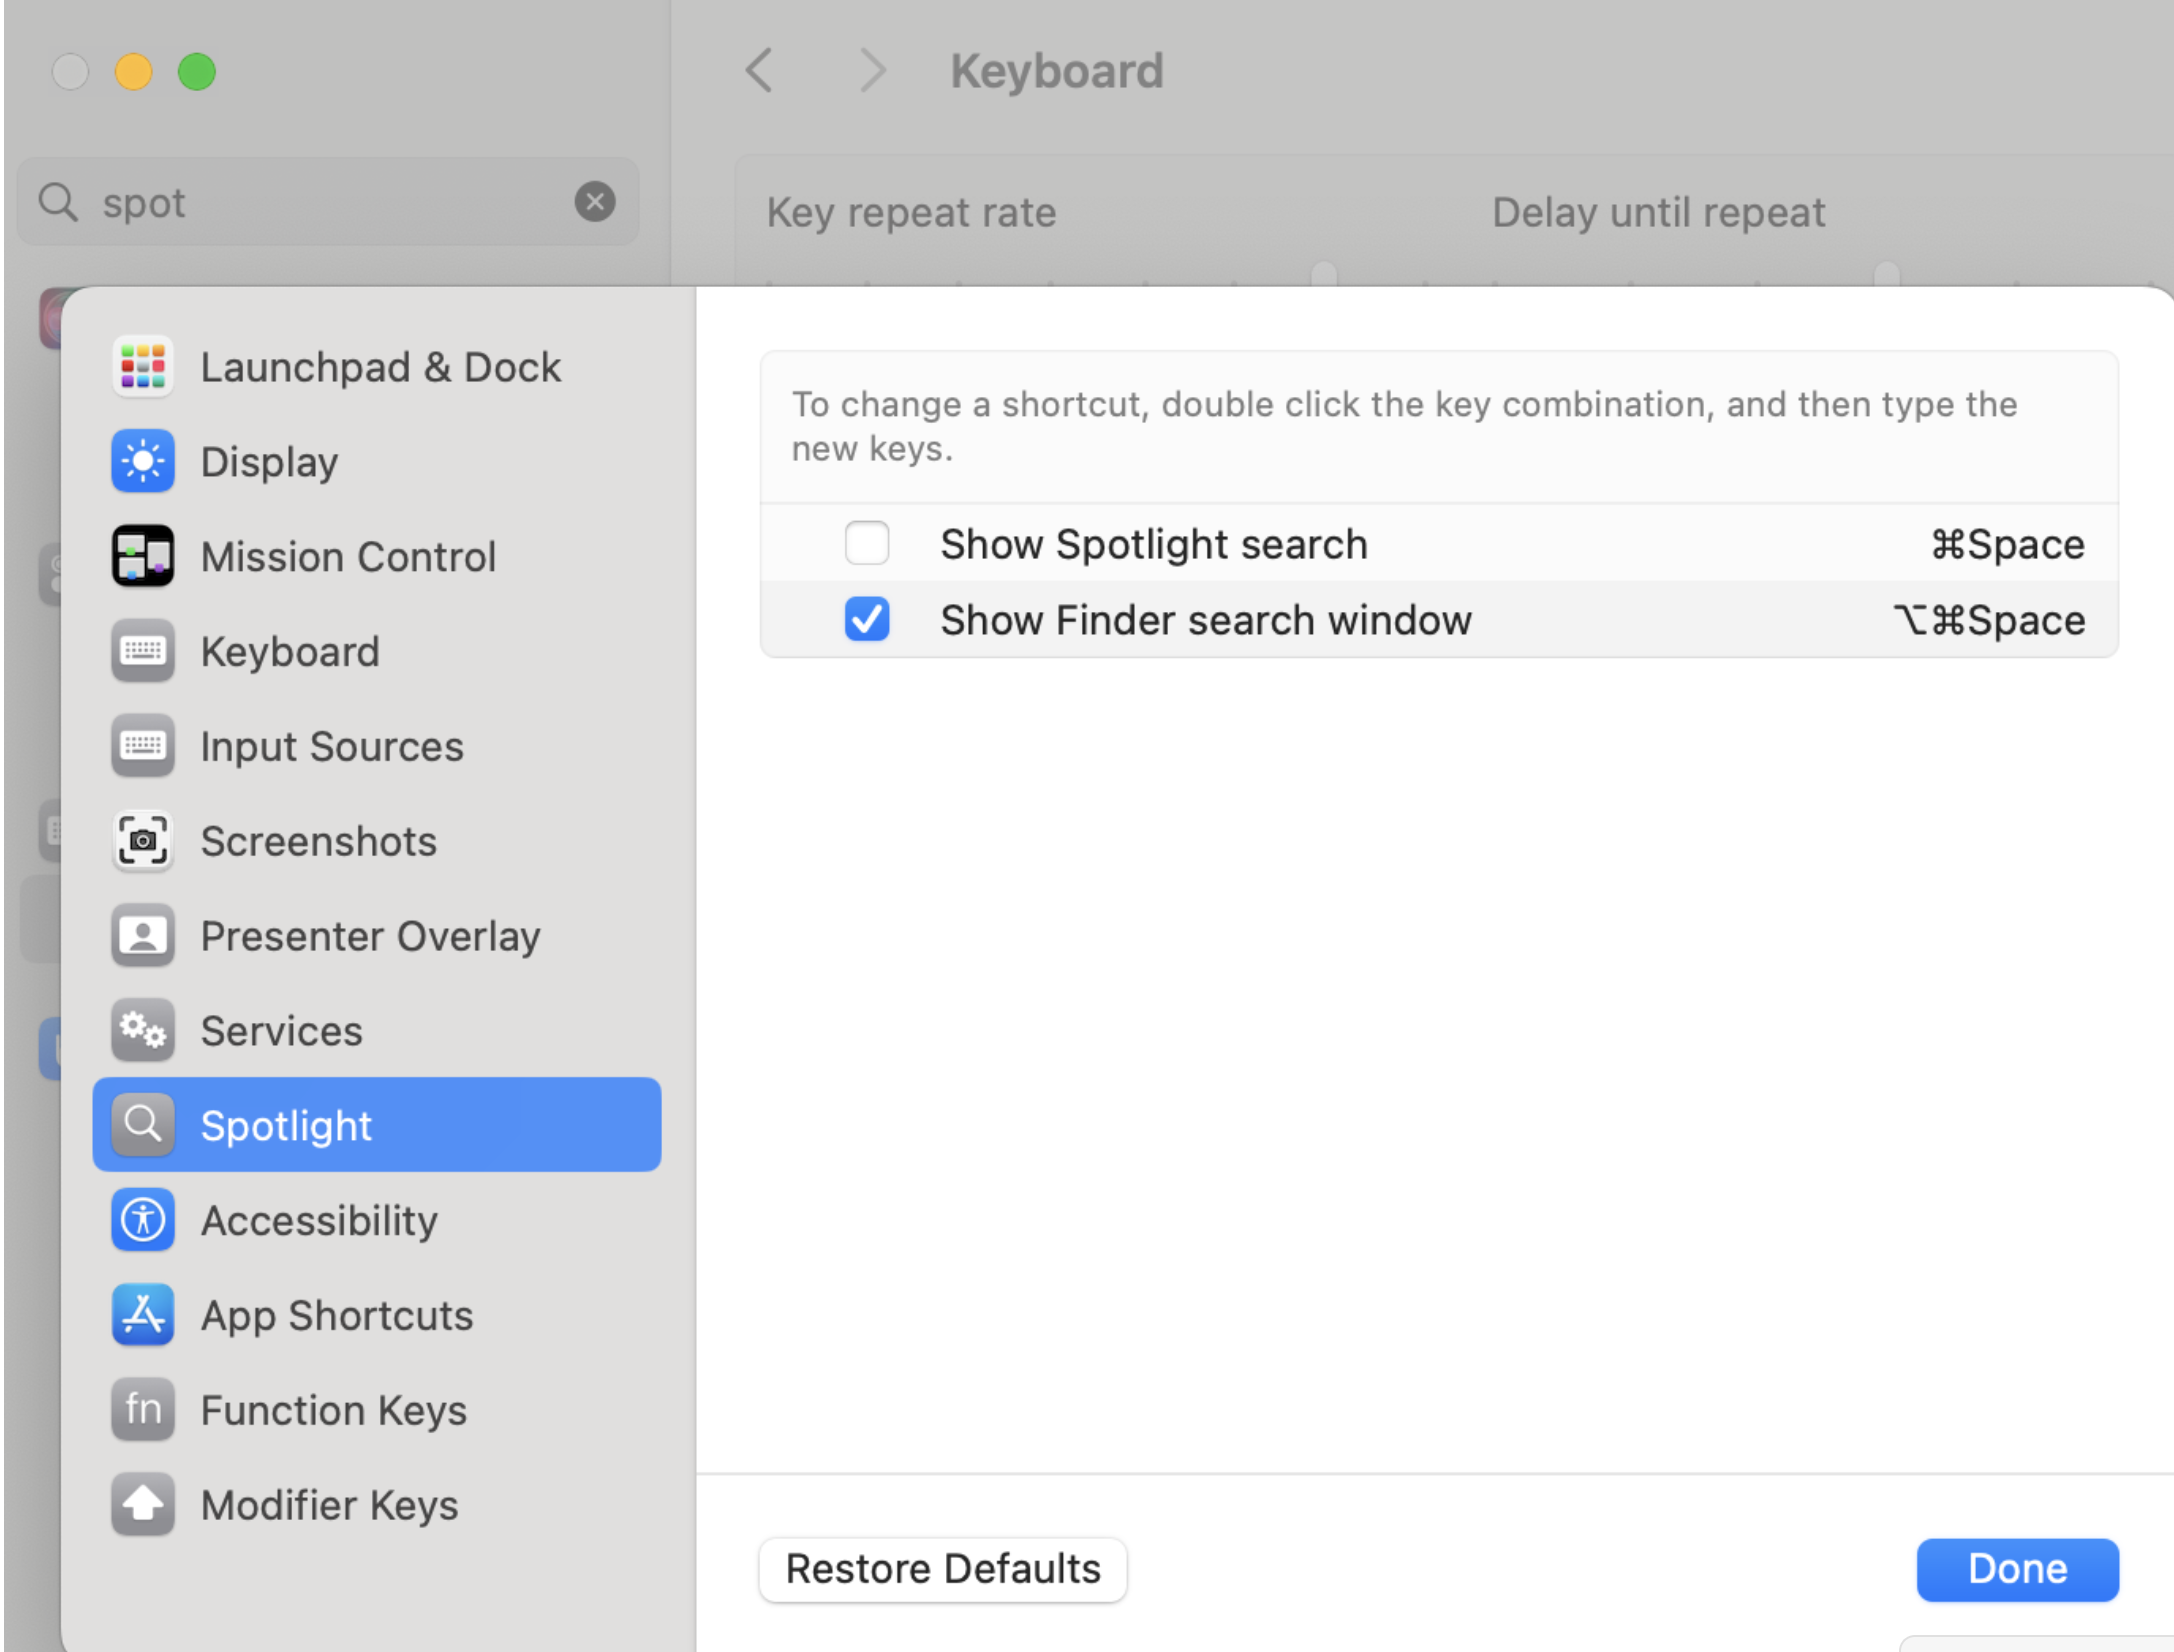 Keyboard
spot
Key repeat rate
Delay until repeat
Launchpad & Dock
Display
Mission Control
Keyboard
Input Sources
Screenshots
Presenter Overlay
Services
Spotlight
Accessibility
App Shortcuts
fn Function Keys
Modifier Keys
To change a shortcut, double click the key combination, and then type the
new keys.
Show Spotlight search ⌘Space
Show Finder search window ⌥⌘Space
Restore Defaults
Done